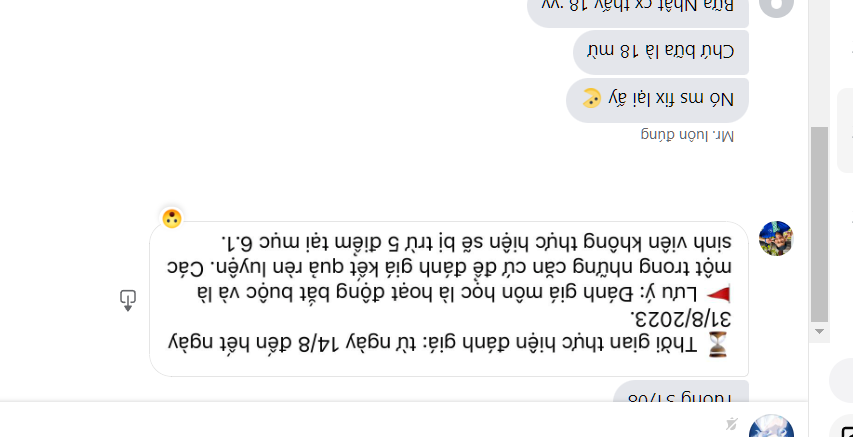 31/08
⏳ Thời gian thực hiện đánh giá: từ ngày 14/8 đến hết ngày
31/8/2023.
🚩 Lưu ý: Đánh giá môn học là hoạt động bắt buộc và là
một trong những căn cứ để đánh giá kết quả rèn luyện. Các
sinh viên không thực hiện sẽ bị trừ 5 điểm tại mục 6.1.
Mr. luôn đúng
Nó ms fix lại ấy
Chứ bữa là 18 mừ
Bữa Nhật cx thấy 18 :vv